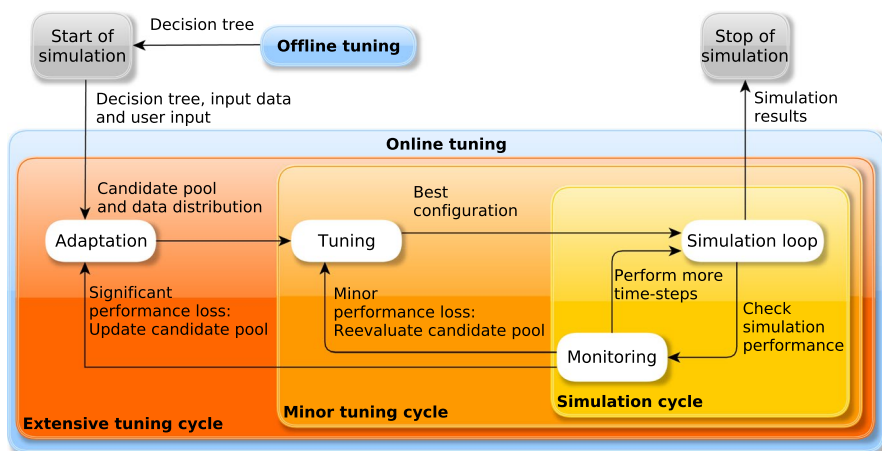 Start of
simulation
Decision tree
Offline tuning
Stop of
simulation
Decision tree, input data
and user input
Simulation
results
Online tuning
Candidate pool
and data distribution
Best
configuration
Adaptation
Tuning
Simulation loop
Significant
performance loss:
Update candidate pool
Minor
performance loss:
Reevaluate candidate pool
Perform more
time-steps
Check
simulation
performance
Monitoring
Extensive tuning cycle
Minor tuning cycle
Simulation cycle